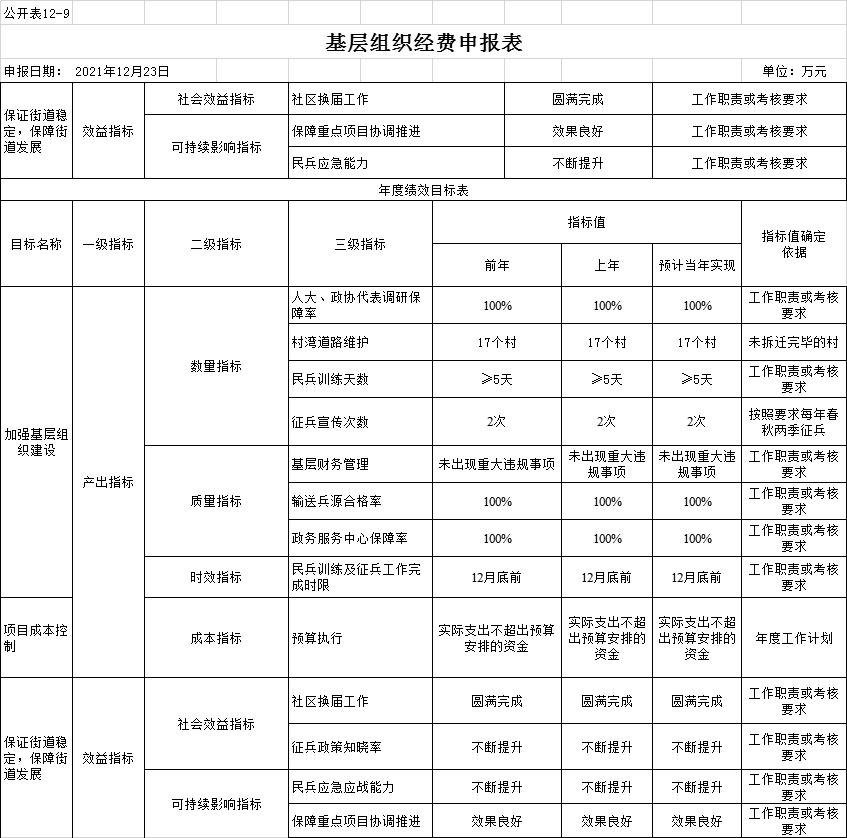 公开表12-9
基层组织经费申报表
申报日期： 2021年12月23日 单位：万元
保证街道稳定，保障街道发展 效益指标 社会效益指标 社区换届工作 圆满完成 工作职责或考核要求
可持续影响指标 保障重点项目协调推进 效果良好 工作职责或考核要求
民兵应急能力 不断提升 工作职责或考核要求
年度绩效目标表
目标名称 一级指标 二级指标 三级指标 指标值 指标值确定依据
前年 上年 预计当年实现
加强基层组织建设 产出指标 数量指标 人大、政协代表调研保障率 100% 100% 100% 工作职责或考核要求
村湾道路维护 17个村 17个村 17个村 未拆迁完毕的村
民兵训练天数 ≥5天 ≥5天 ≥5天 工作职责或考核要求
征兵宣传次数 2次 2次 2次 按照要求每年春秋两季征兵
质量指标 基层财务管理 未出现重大违规事项 未出现重大违规事项 未出现重大违规事项 工作职责或考核要求
输送兵源合格率 100% 100% 100% 工作职责或考核要求
政务服务中心保障率 100% 100% 100% 工作职责或考核要求
时效指标 民兵训练及征兵工作完成时限 12月底前 12月底前 12月底前 工作职责或考核要求
项目成本控制 成本指标 预算执行 实际支出不超出预算安排的资金 实际支出不超出预算安排的资金 实际支出不超出预算安排的资金 年度工作计划
保证街道稳定，保障街道发展 效益指标 社会效益指标 社区换届工作 圆满完成 圆满完成 圆满完成 工作职责或考核要求
征兵政策知晓率 不断提升 不断提升 不断提升 工作职责或考核要求
可持续影响指标 民兵应急应战能力 不断提升 不断提升 不断提升 工作职责或考核要求
保障重点项目协调推进 效果良好 效果良好 效果良好 工作职责或考核要求